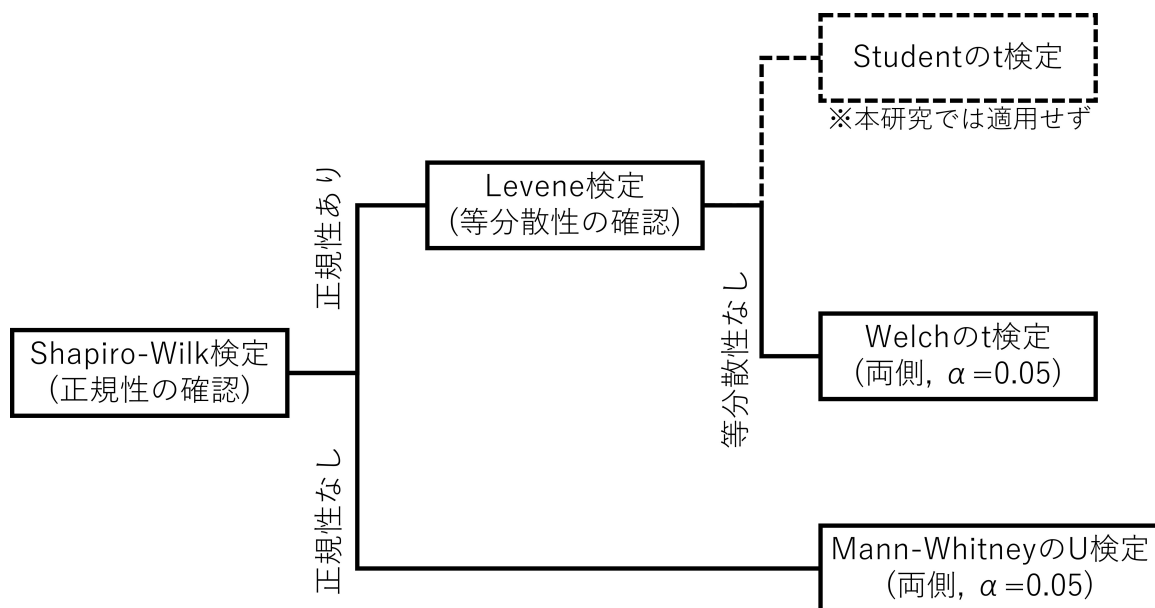 Studentのt検定
※本研究では適用せず
Levene検定
(等分散性の確認)
正規性あり
等分散性なし
Shapiro-Wilk検定
(正規性の確認)
Welchのt検定
(両側, α=0.05)
正規性なし
Mann-WhitneyのU検定
(両側, α=0.05)